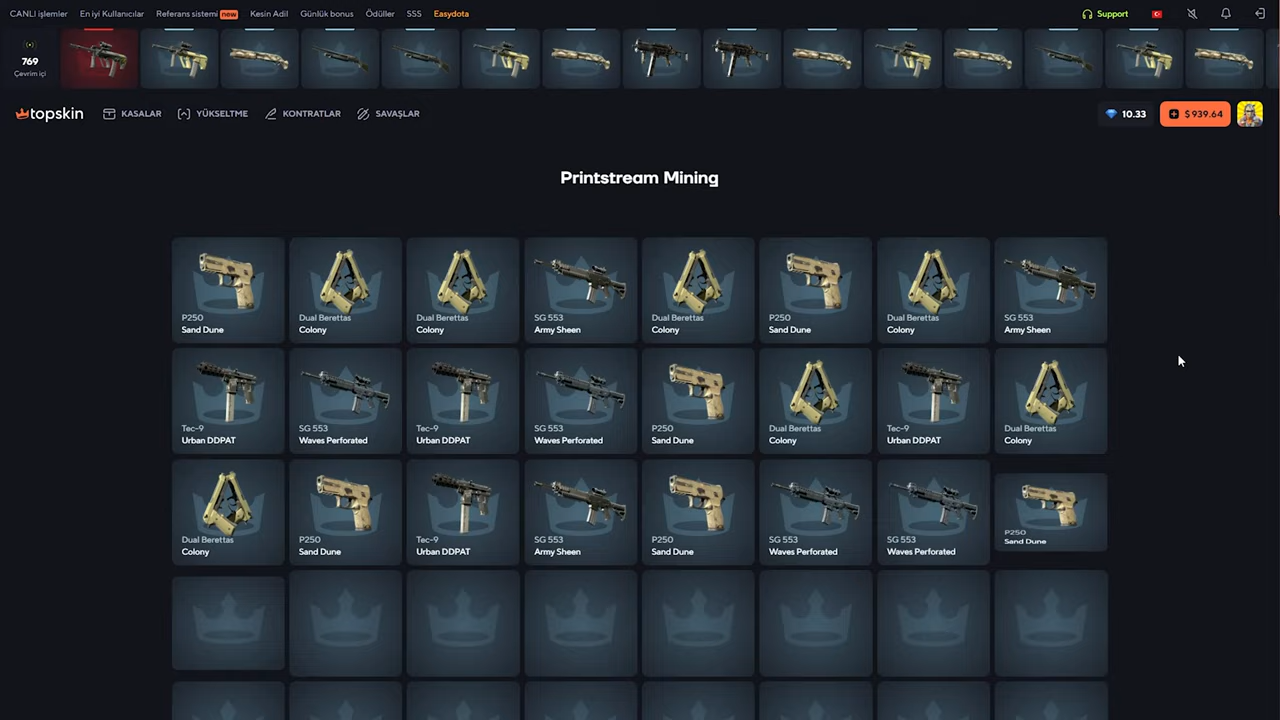 CANLI işlemler En iyi Kullanıcılar Referans sistemi new Kesin Adil Günlük bonus Ödüller SSS Easydota Support
769
Çevrim içi
topskin KASALAR YÜKSELTME KONTRATLAR SAVAŞLAR 10.33 $ 939.64
Printstream Mining
P250 Dual Berettas Dual Berettas SG 553 Dual Berettas P250 Dual Berettas SG 553
Sand Dune Colony Colony Army Sheen Colony Sand Dune Colony Army Sheen
Tec-9 SG 553 Tec-9 SG 553 P250 Dual Berettas Tec-9 Dual Berettas
Urban DDPAT Waves Perforated Urban DDPAT Waves Perforated Sand Dune Colony Urban DDPAT Colony
Dual Berettas P250 Tec-9 SG 553 P250 SG 553 SG 553 P250
Colony Sand Dune Urban DDPAT Army Sheen Sand Dune Waves Perforated Waves Perforated Sand Dune